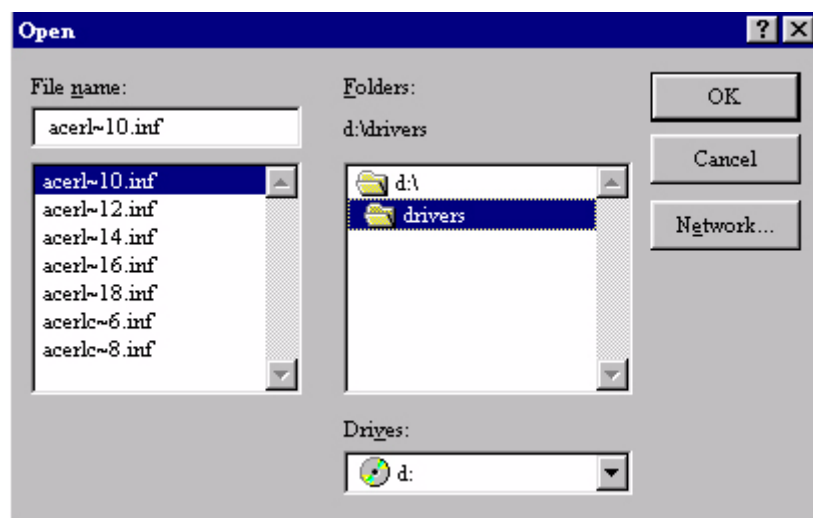 Open
File name:
acerl~10.inf
acerl~10.inf
acerl~12.inf
acerl~14.inf
acerl~16.inf
acerl~18.inf
acerlc~6.inf
acerlc~8.inf
Folders:
d:\drivers
d:\
drivers
Drives:
d:
OK
Cancel
Network...